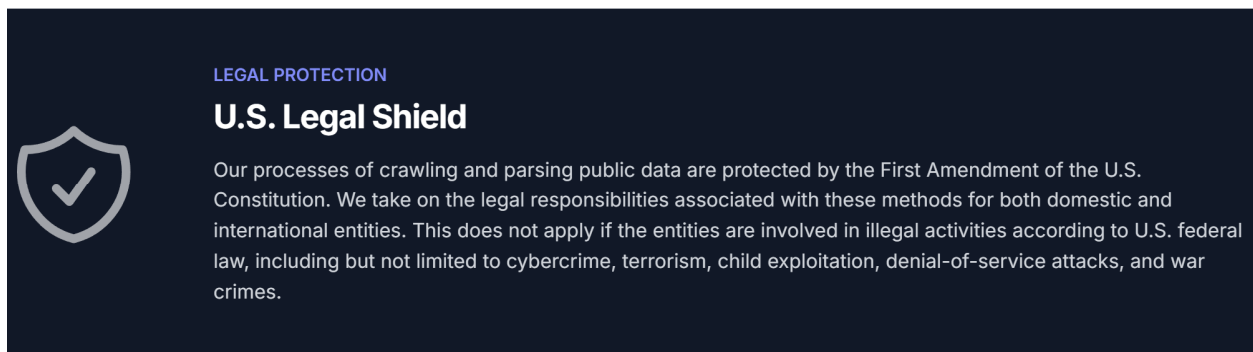 LEGAL PROTECTION
U.S. Legal Shield
Our processes of crawling and parsing public data are protected by the First Amendment of the U.S.
Constitution. We take on the legal responsibilities associated with these methods for both domestic and
international entities. This does not apply if the entities are involved in illegal activities according to U.S. federal
law, including but not limited to cybercrime, terrorism, child exploitation, denial-of-service attacks, and war
crimes.